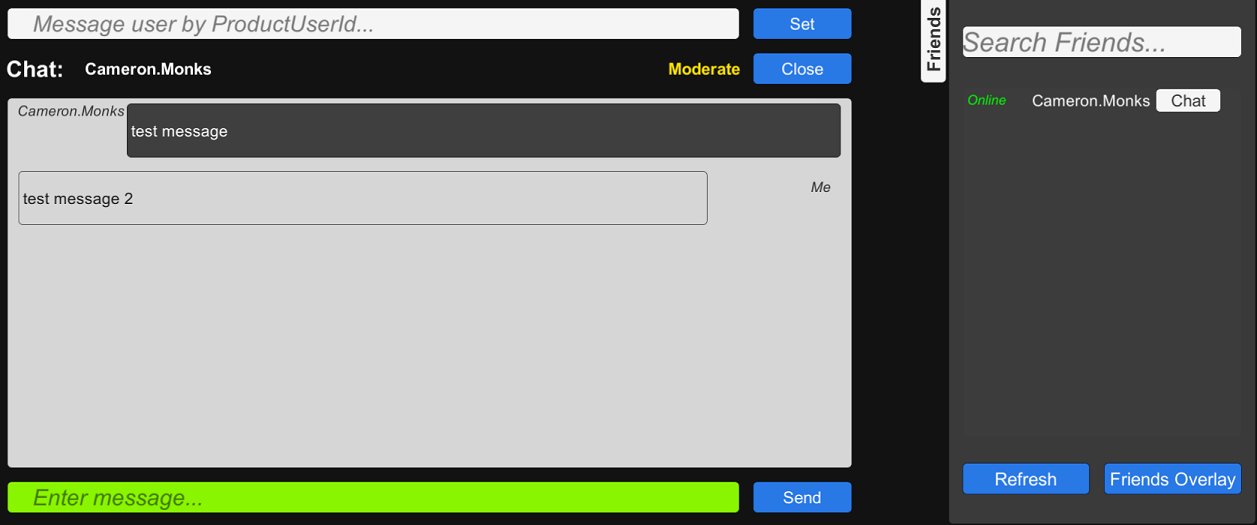 Message user by ProductUserId...
Set
Chat:
Cameron.Monks
Moderate
Close
Cameron.Monks
test message
test message 2
Me
Enter message...
Send
Friends
Search Friends...
Online
Cameron.Monks
Chat
Refresh
Friends Overlay